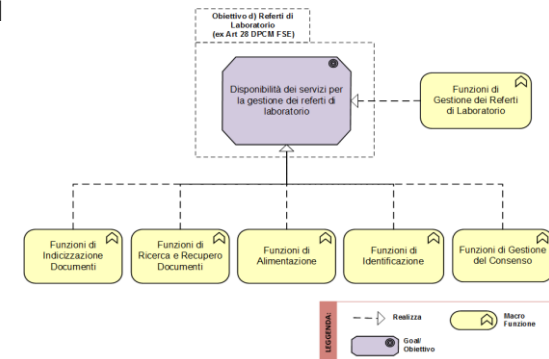 Obiettivo d) Referti di
Laboratorio
(ex Art 28 DPCM FSE)
Disponibilità dei servizi per
la gestione dei referti di
laboratorio
Funzioni di
Gestione dei Referti
di Laboratorio
Funzioni di
Indicizzazione
Documenti
Funzioni di
Ricerca e Recupero
Documenti
Funzioni di
Alimentazione
Funzioni di
Identificazione
Funzioni di Gestione
del Consenso
LEGGENDA:
Realizza
Macro
Funzione
Goal/
Obiettivo